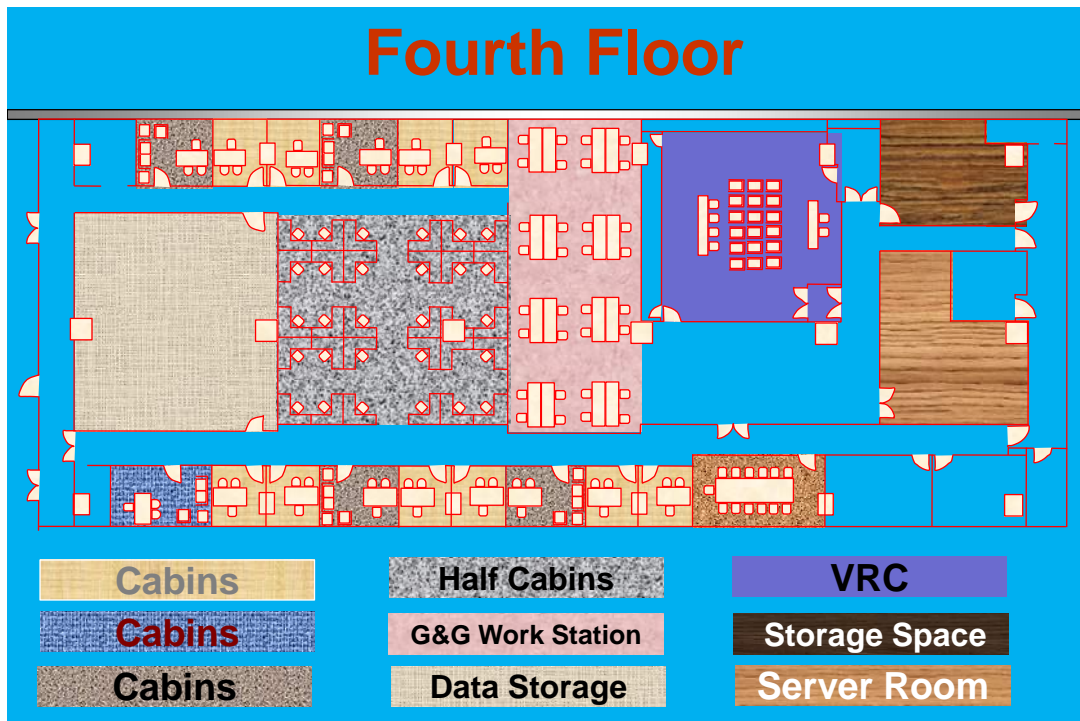 Fourth Floor
Cabins
Half Cabins
VRC
Cabins
G&G Work Station
Storage Space
Cabins
Data Storage
Server Room